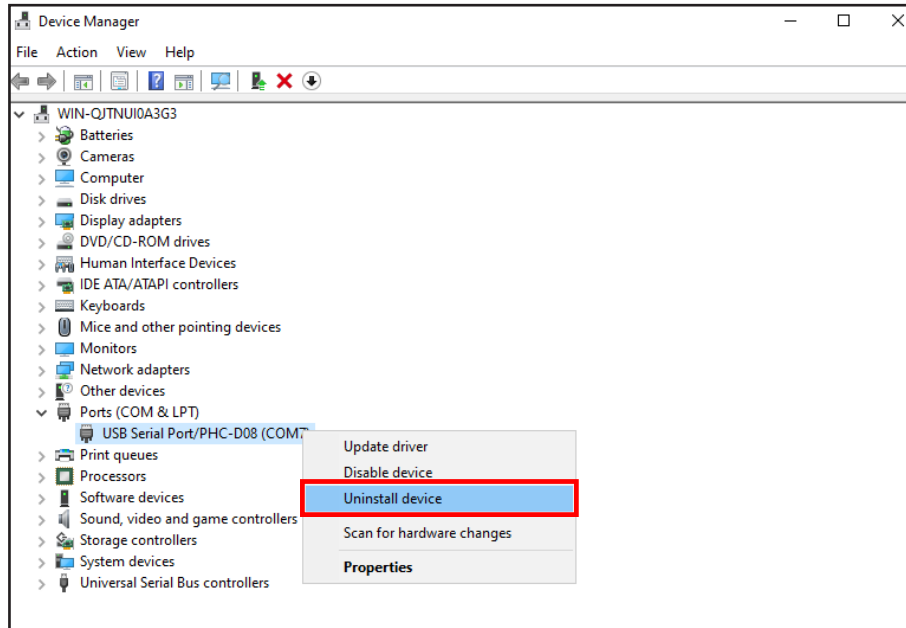 Device Manager
File Action View Help
WIN-QJTNUI0A3G3
Batteries
Cameras
Computer
Disk drives
Display adapters
DVD/CD-ROM drives
Human Interface Devices
IDE ATA/ATAPI controllers
Keyboards
Mice and other pointing devices
Monitors
Network adapters
Other devices
Ports (COM & LPT)
USB Serial Port/PHC-D08 (COM7)
Update driver
Print queues
Disable device
Processors
Software devices
Uninstall device
Sound, video and game controllers
Scan for hardware changes
Storage controllers
System devices
Properties
Universal Serial Bus controllers